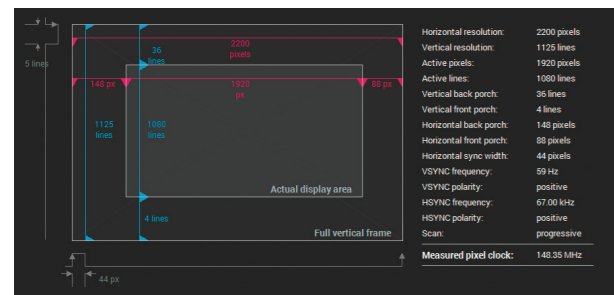 5 lines
2200
pixels
36
lines
148 px
1920
px
88 px
1125
lines
1080
lines
Actual display area
4 lines
Full vertical frame
44 px
Horizontal resolution: 2200 pixels
Vertical resolution: 1125 lines
Active pixels: 1920 pixels
Active lines: 1080 lines
Vertical back porch: 36 lines
Vertical front porch: 4 lines
Horizontal back porch: 148 pixels
Horizontal front porch: 88 pixels
Horizontal sync width: 44 pixels
VSYNC frequency: 59 Hz
VSYNC polarity: positive
HSYNC frequency: 67.00 kHz
HSYNC polarity: positive
Scan: progressive
Measured pixel clock: 148.35 MHz